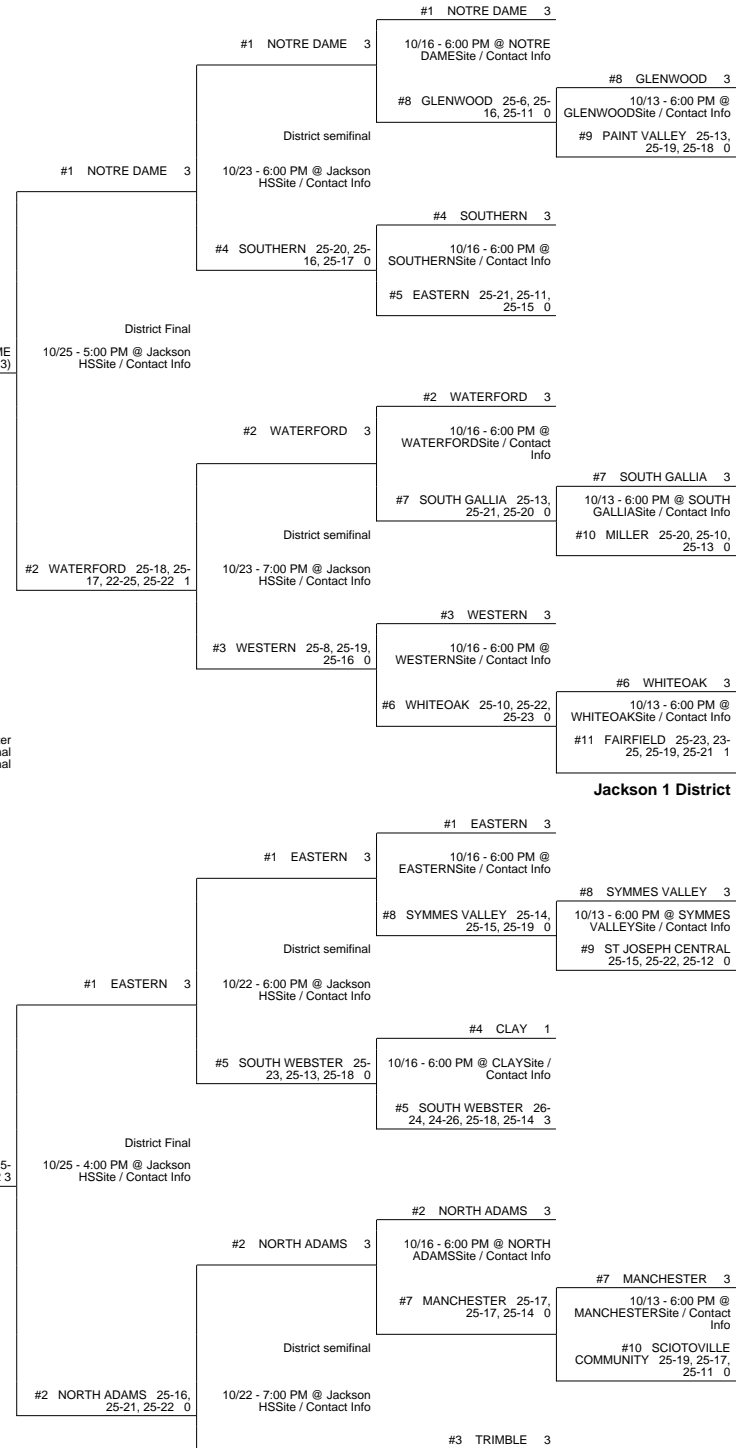 #1 NOTRE DAME 3
#1 NOTRE DAME 3
10/16 - 6:00 PM @ NOTRE
DAMESite / Contact Info
#8 GLENWOOD 3
#8 GLENWOOD 25-6, 25-
16, 25-11 0
10/13 - 6:00 PM @
GLENWOODSite / Contact Info
District semifinal
#9 PAINT VALLEY 25-13,
25-19, 25-18 0
#1 NOTRE DAME 3
10/23 - 6:00 PM @ Jackson
HSSite / Contact Info
#4 SOUTHERN 3
#4 SOUTHERN 25-20, 25-
16, 25-17 0
10/16 - 6:00 PM @
SOUTHERNSite / Contact Info
#5 EASTERN 25-21, 25-11,
25-15 0
District Final
ME
3)
10/25 - 5:00 PM @ Jackson
HSSite / Contact Info
#2 WATERFORD 3
#2 WATERFORD 3
10/16 - 6:00 PM @
WATERFORDSite / Contact
Info
#7 SOUTH GALLIA 3
#7 SOUTH GALLIA 25-13,
25-21, 25-20 0
10/13 - 6:00 PM @ SOUTH
GALLIASite / Contact Info
District semifinal
#10 MILLER 25-20, 25-10,
25-13 0
#2 WATERFORD 25-18, 25-
17, 22-25, 25-22 1
10/23 - 7:00 PM @ Jackson
HSSite / Contact Info
#3 WESTERN 3
#3 WESTERN 25-8, 25-19,
25-16 0
10/16 - 6:00 PM @
WESTERNSite / Contact Info
#6 WHITEOAK 3
#6 WHITEOAK 25-10, 25-22,
25-23 0
10/13 - 6:00 PM @
WHITEOAKSite / Contact Info
#11 FAIRFIELD 25-23, 23-
25, 25-19, 25-21 1
er
nal
nal
Jackson 1 District
#1 EASTERN 3
#1 EASTERN 3
10/16 - 6:00 PM @
EASTERNSite / Contact Info
#8 SYMMES VALLEY 3
#8 SYMMES VALLEY 25-14,
25-15, 25-19 0
10/13 - 6:00 PM @ SYMMES
VALLEYSite / Contact Info
District semifinal
#9 ST JOSEPH CENTRAL
25-15, 25-22, 25-12 0
#1 EASTERN 3
10/22 - 6:00 PM @ Jackson
HSSite / Contact Info
#4 CLAY 1
#5 SOUTH WEBSTER 25-
23, 25-13, 25-18 0
10/16 - 6:00 PM @ CLAYSite /
Contact Info
#5 SOUTH WEBSTER 26-
24, 24-26, 25-18, 25-14 3
District Final
5-
2 3
10/25 - 4:00 PM @ Jackson
HSSite / Contact Info
#2 NORTH ADAMS 3
#2 NORTH ADAMS 3
10/16 - 6:00 PM @ NORTH
ADAMSSite / Contact Info
#7 MANCHESTER 3
#7 MANCHESTER 25-17,
25-17, 25-14 0
10/13 - 6:00 PM @
MANCHESTERSite / Contact
Info
District semifinal
#10 SCIOTOVILLE
COMMUNITY 25-19, 25-17,
25-11 0
#2 NORTH ADAMS 25-16,
25-21, 25-22 0
10/22 - 7:00 PM @ Jackson
HSSite / Contact Info
#3 TRIMBLE 3